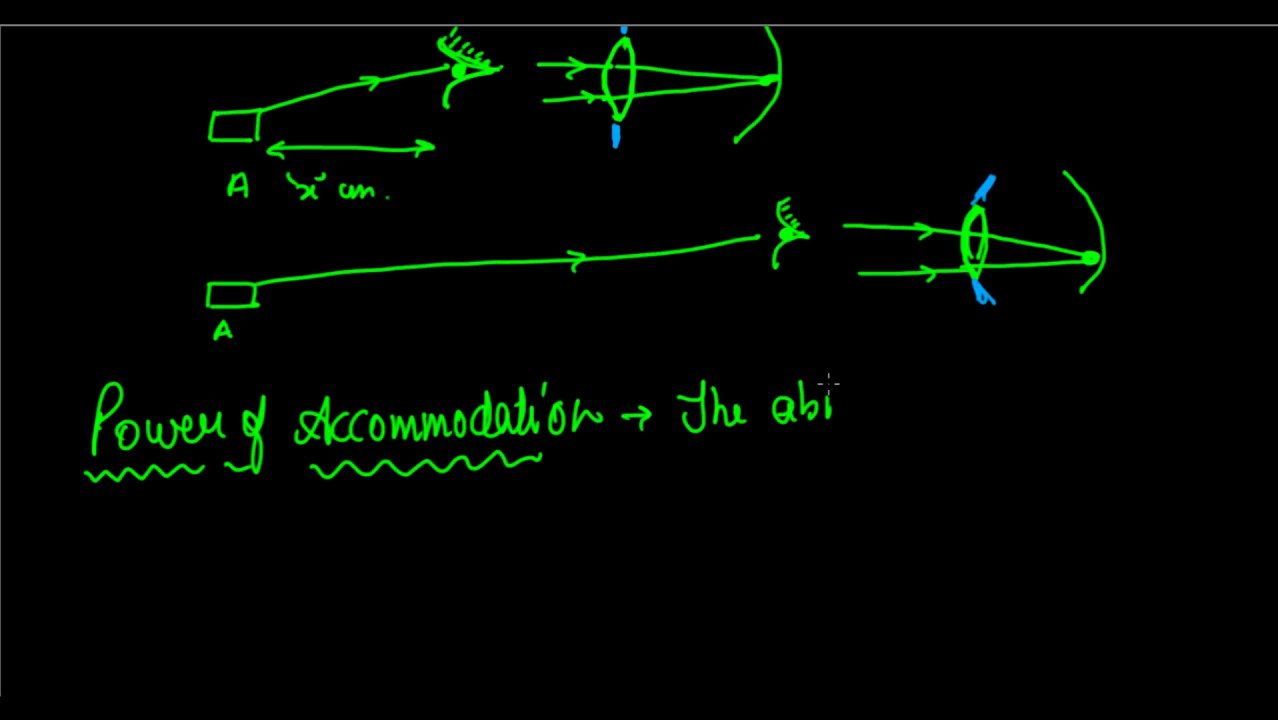 A 'x' cm.
A
Power of Accommodation → The abi